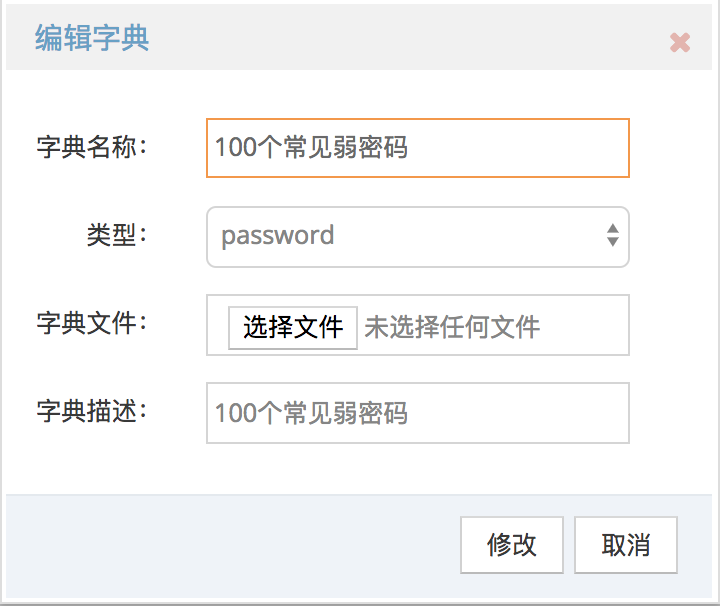 编辑字典
字典名称： 100个常见弱密码
类型： password
字典文件： 选择文件 未选择任何文件
字典描述： 100个常见弱密码
修改 取消